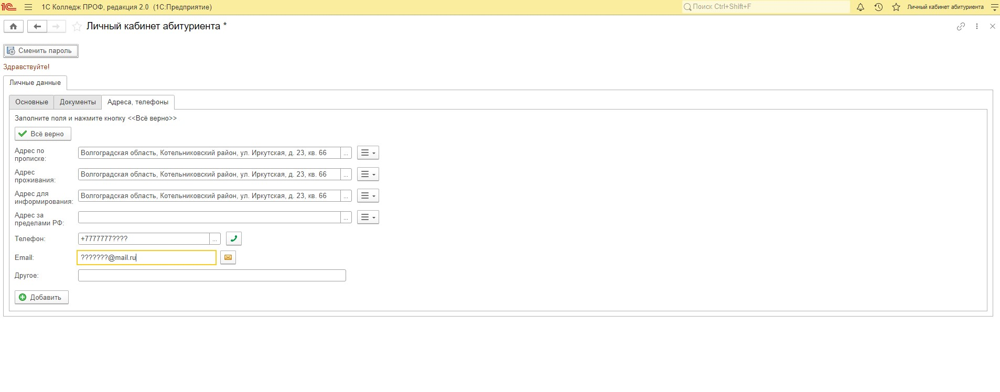 1С Колледж ПРОФ, редакция 2.0 (1С:Предприятие)
Поиск Ctrl+Shift+F
Личный кабинет абитуриента
Личный кабинет абитуриента *
Сменить пароль
Здравствуйте!
Личные данные
Основные
Документы
Адреса, телефоны
Заполните поля и нажмите кнопку <<Всё верно>>
Всё верно
Адрес по
прописке:
Волгоградская область, Котельниковский район, ул. Иркутская, д. 23, кв. 66
...
Адрес
проживания:
Волгоградская область, Котельниковский район, ул. Иркутская, д. 23, кв. 66
...
Адрес для
информирования:
Волгоградская область, Котельниковский район, ул. Иркутская, д. 23, кв. 66
...
Адрес за
пределами РФ:
...
Телефон:
+7777777????
...
Email:
???????@mail.ru
Другое:
Добавить